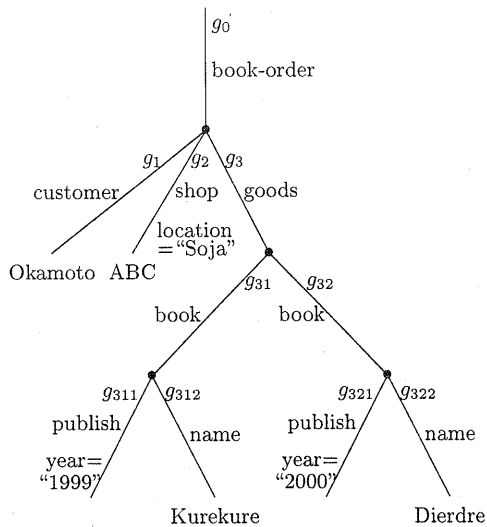 g0
book-order
g1 g2 g3
customer shop goods
location
="Soja"
Okamoto ABC
g31 g32
book book
g311 g312 g321 g322
publish name publish name
year= year=
"1999" "2000"
Kurekure Dierdre